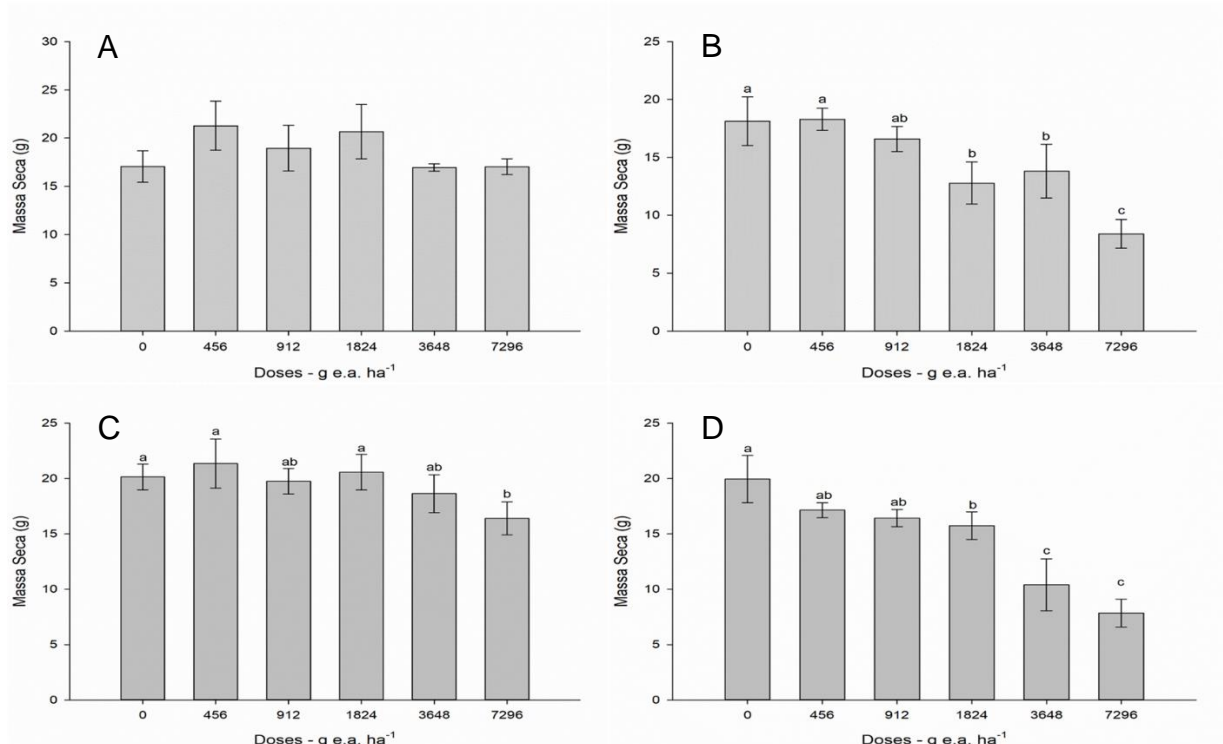 A
Massa Seca (g)
30
25
20
15
10
5
0
0 456 912 1824 3648 7296
Doses - g e.a. ha⁻¹
B
Massa Seca (g)
25
20
15
10
5
0
a a ab b b c
0 456 912 1824 3648 7296
Doses - g e.a. ha⁻¹
C
Massa Seca (g)
25
20
15
10
5
0
a a ab a ab b
0 456 912 1824 3648 7296
Doses - g e.a. ha⁻¹
D
Massa Seca (g)
25
20
15
10
5
0
a ab ab b c c
0 456 912 1824 3648 7296
Doses - g e.a. ha⁻¹